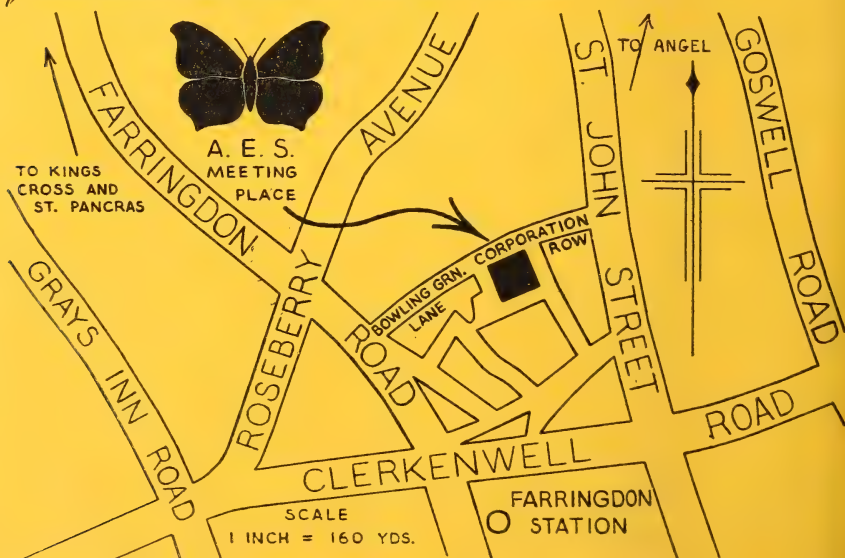 TO ANGEL
A. E. S.
MEETING
PLACE
TO KINGS
CROSS AND
ST. PANCRAS
FARRINGDON
ROAD
ROSEBERRY AVENUE
ST. JOHN STREET
GOSWELL ROAD
GRAYS INN ROAD
BOWLING GRN.
LANE
CORPORATION
ROW
CLERKENWELL ROAD
SCALE
1 INCH = 160 YDS.
FARRINGDON
STATION